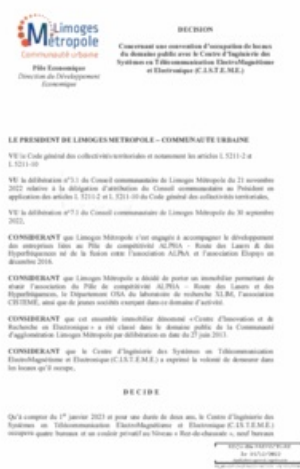 Limoges
Métropole
Communauté urbaine
Pôle Economique
Direction du Développement
Economique
DECISION
Concernant une convention d'occupation de locaux
du domaine public avec le Centre d'Ingénierie des
Systèmes en Télécommunication ElectroMagnétisme
et Electronique (C.I.S.T.E.M.E.)
LE PRESIDENT DE LIMOGES METROPOLE – COMMUNAUTE URBAINE
VU le Code général des collectivités territoriales et notamment les articles L 5211-2 et
L 5211-10
VU la délibération n°3.1 du Conseil communautaire de Limoges Métropole du 21 novembre
2022 relative à la délégation d'attribution du Conseil communautaire au Président en
application des articles L 5211-2 et L 5211-10 du Code général des collectivités territoriales,
VU la délibération n°7.1 du Conseil communautaire de Limoges Métropole du 30 septembre
2022,
CONSIDERANT que Limoges Métropole s'est engagés à accompagner le développement
des entreprises liées au Pôle de compétitivité ALPHA – Route des Lasers & des
Hyperfréquences né de la fusion entre l'association ALPhA et l'association Elopsys en
décembre 2016.
CONSIDERANT que Limoges Métropole a décidé de porter un immobilier permettant de
réunir l'association du Pôle de compétitivité ALPHA – Route des Lasers et des
Hyperfréquences, le Département OSA du laboratoire de recherche XLIM, l'association
CISTEME, ainsi que de jeunes sociétés exerçant dans ce domaine d'activité.
CONSIDERANT que cet ensemble immobilier dénommé « Centre d'Innovation et de
Recherche en Electronique » a été classé dans le domaine public de la Communauté
d'agglomération Limoges Métropole par délibération en date du 27 juin 2013.
CONSIDERANT que le Centre d'Ingénierie des Systèmes en Télécommunication
ElectroMagnétisme et Electronique (C.I.S.T.E.M.E.) a exprimé la volonté de demeurer dans
les locaux qu'il occupe,
DECIDE
Qu'à compter du 1er janvier 2023 et pour une durée de deux ans, le Centre d'Ingénierie des
Systèmes en Télécommunication ElectroMagnétisme et Electronique (C.I.S.T.E.M.E.)
occupera quatre bureaux et un couloir privatif au Niveau « Rez-de-chaussée », neuf bureaux